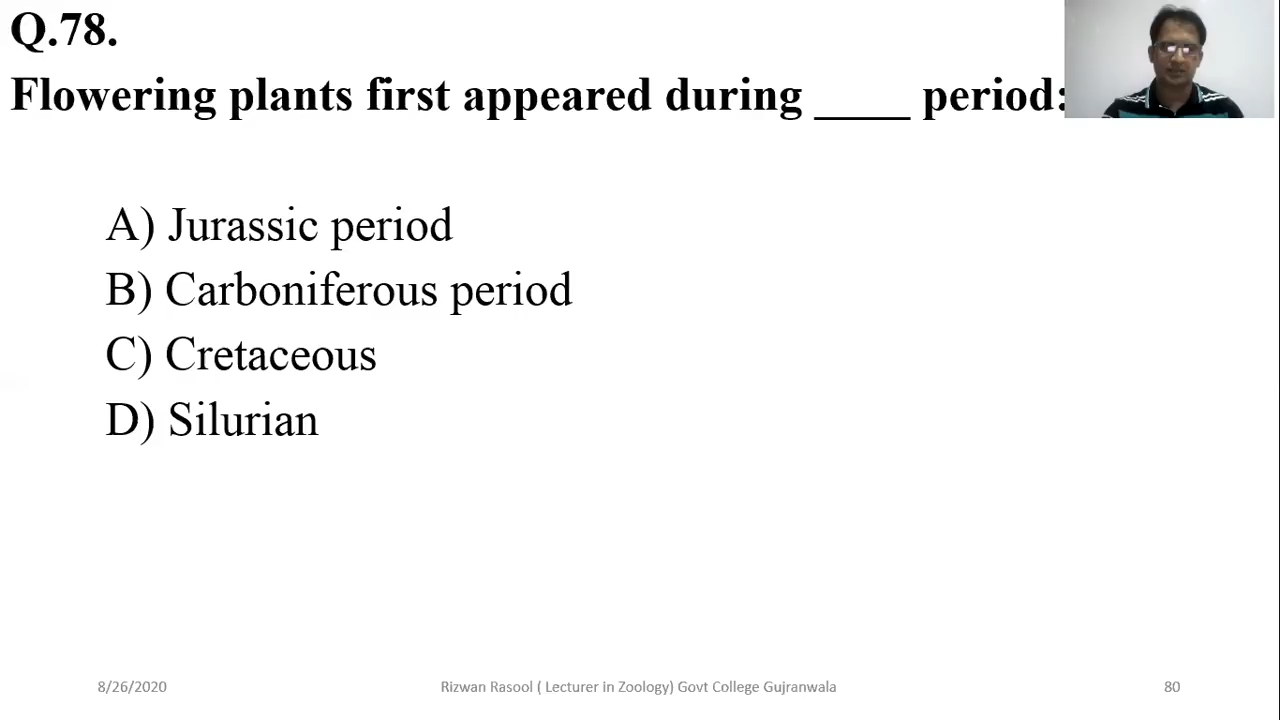 Q.78.
Flowering plants first appeared during ____ period:
A) Jurassic period
B) Carboniferous period
C) Cretaceous
D) Silurian
8/26/2020 Rizwan Rasool ( Lecturer in Zoology) Govt College Gujranwala 80